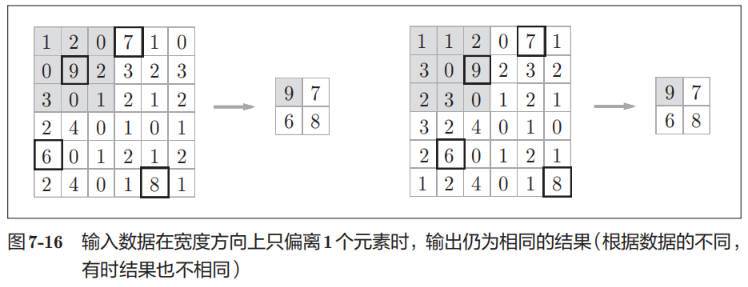 1 2 0 7 1 0
0 9 2 3 2 3
3 0 1 2 1 2
2 4 0 1 0 1
6 0 1 2 1 2
2 4 0 1 8 1
9 7
6 8
1 1 2 0 7 1
3 0 9 2 3 2
2 3 0 1 2 1
3 2 4 0 1 0
2 6 0 1 2 1
1 2 4 0 1 8
9 7
6 8
图7-16 输入数据在宽度方向上只偏离1个元素时，输出仍为相同的结果（根据数据的不同，
有时结果也不相同）